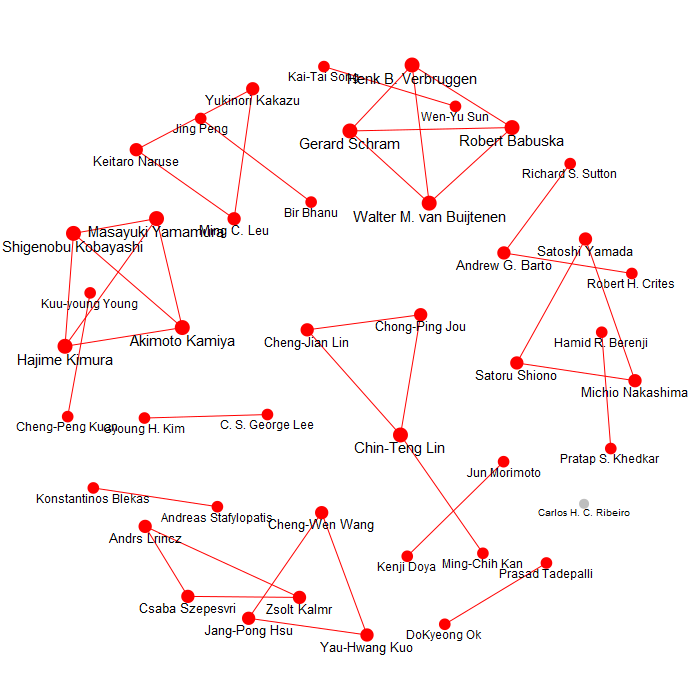 Kai-Tai Song
Henk B. Verbruggen
Yukinori Kakazu
Wen-Yu Sun
Jing Peng
Gerard Schram
Robert Babuska
Keitaro Naruse
Richard S. Sutton
Bir Bhanu
Walter M. van Buijtenen
Ming C. Leu
Masayuki Yamamura
Shigenobu Kobayashi
Satoshi Yamada
Andrew G. Barto
Robert H. Crites
Kuu-young Young
Chong-Ping Jou
Akimoto Kamiya
Cheng-Jian Lin
Hamid R. Berenji
Hajime Kimura
Satoru Shiono
Michio Nakashima
Cheng-Peng Kuan
Gyoung H. Kim
C. S. George Lee
Chin-Teng Lin
Pratap S. Khedkar
Jun Morimoto
Konstantinos Blekas
Carlos H. C. Ribeiro
Andreas Stafylopatis
Cheng-Wen Wang
Andrs Lrincz
Kenji Doya
Ming-Chih Kan
Prasad Tadepalli
Csaba Szepesvri
Zsolt Kalmr
Jang-Pong Hsu
DoKyeong Ok
Yau-Hwang Kuo